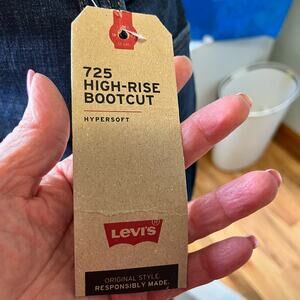 725
HIGH-RISE
BOOTCUT
HYPERSOFT
LEVI'S
ORIGINAL STYLE
RESPONSIBLY MADE.